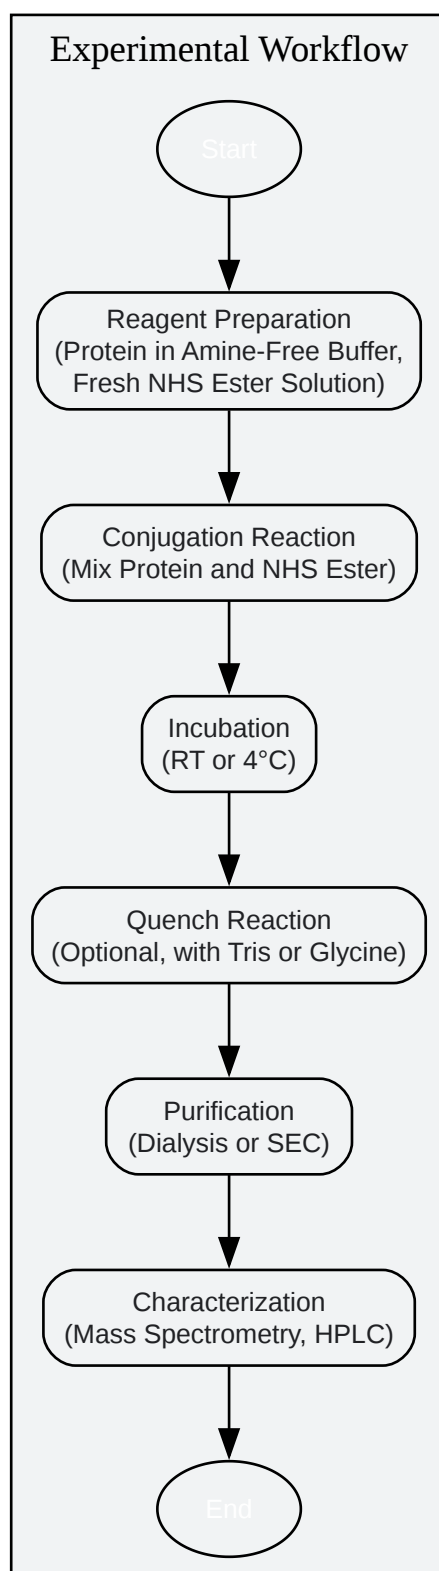 Experimental Workflow
Start
Reagent Preparation
(Protein in Amine-Free Buffer,
Fresh NHS Ester Solution)
Conjugation Reaction
(Mix Protein and NHS Ester)
Incubation
(RT or 4°C)
Quench Reaction
(Optional, with Tris or Glycine)
Purification
(Dialysis or SEC)
Characterization
(Mass Spectrometry, HPLC)
End